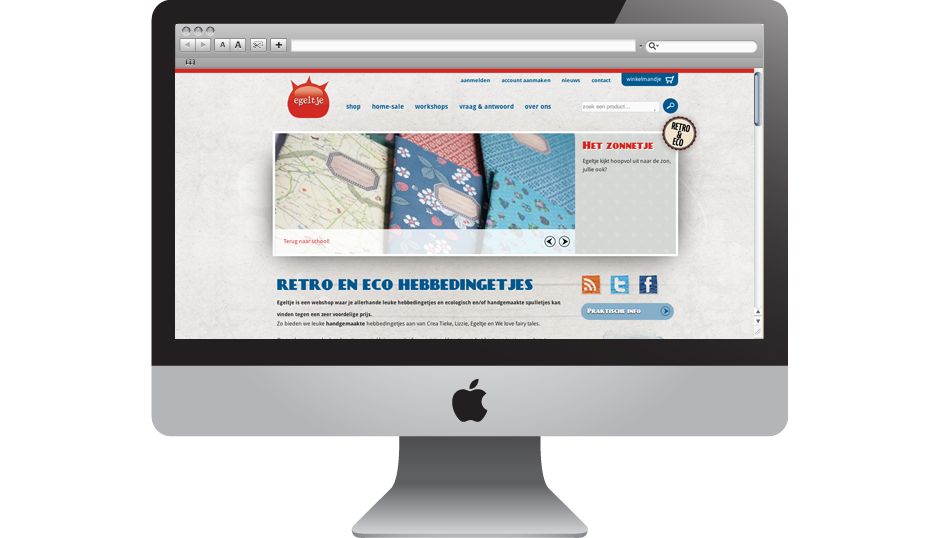 A A
aanmelden account aanmaken nieuws contact winkelmandje
egeltje
shop home-sale workshops vraag & antwoord over ons
zoek een product...
RETRO
&
ECO
HET ZONNETJE
Egeltje kijkt hoopvol uit naar de zon,
jullie ook?
Terug naar school!
RETRO EN ECO HEBBEDINGETJES
Egeltje is een webshop waar je allerhande leuke hebbedingetjes en ecologisch en/of handgemaakte spulletjes kan
vinden tegen een zeer voordelige prijs.
Zo bieden we leuke handgemaakte hebbedingetjes aan van Crea Tieke, Lizzie, Egeltje en We love fairy tales.
PRAKTISCHE INFO